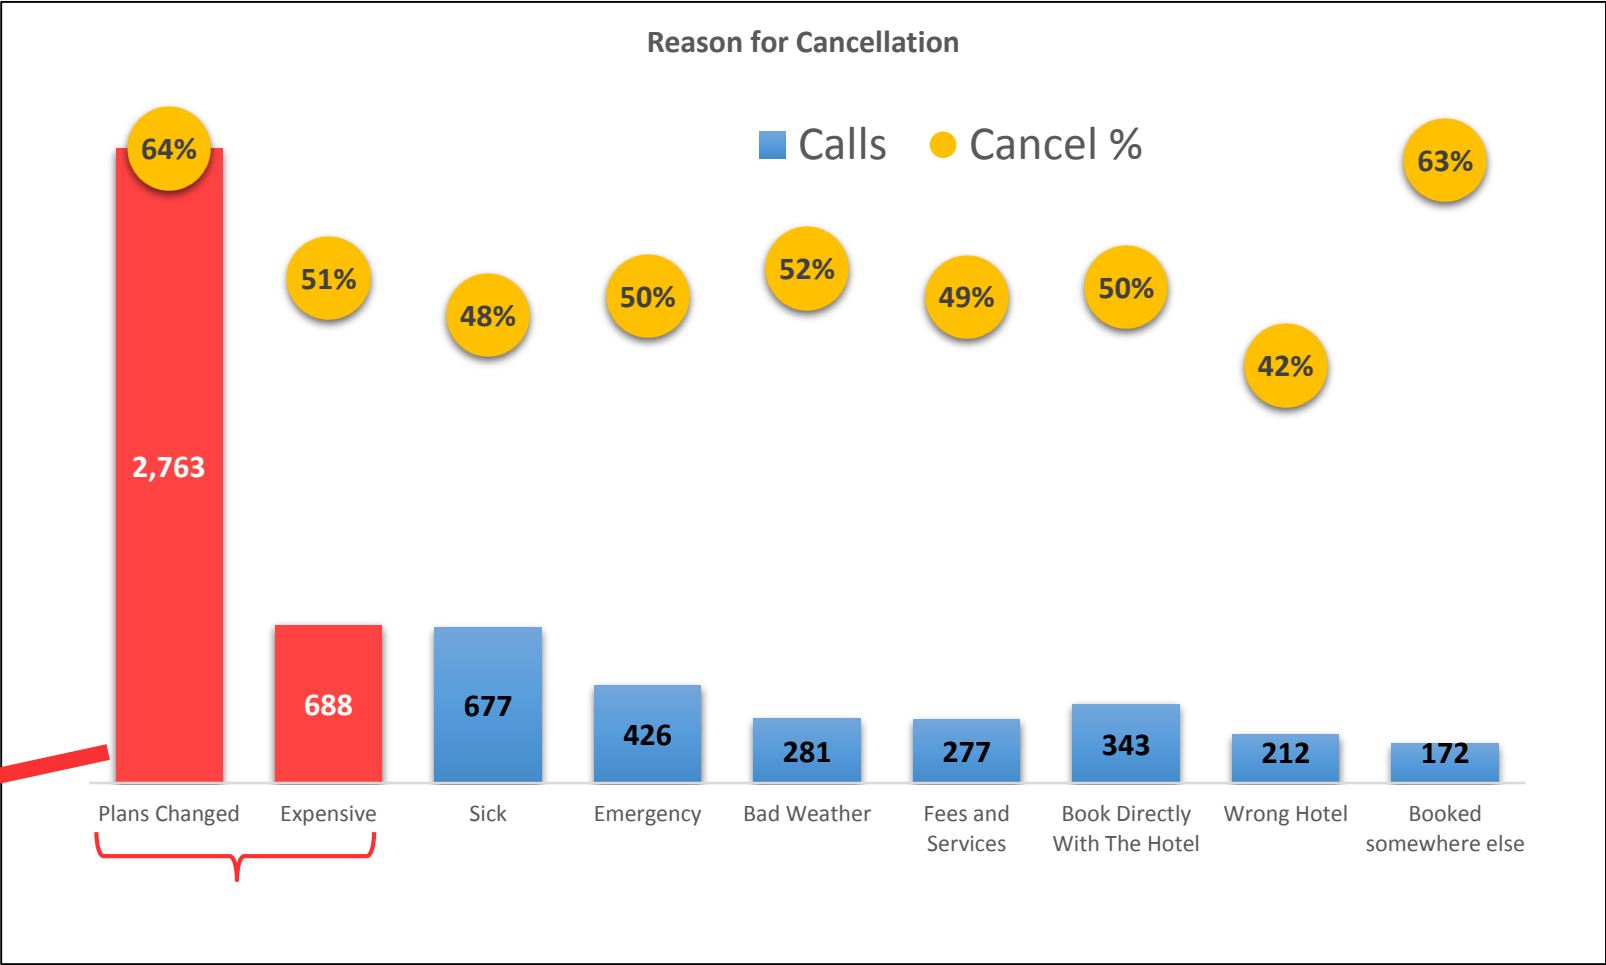 Reason for Cancellation
Calls
Cancel %
64%
51%
48%
50%
52%
49%
50%
42%
63%
2,763
688
677
426
281
277
343
212
172
Plans Changed
Expensive
Sick
Emergency
Bad Weather
Fees and
Services
Book Directly
With The Hotel
Wrong Hotel
Booked
somewhere else